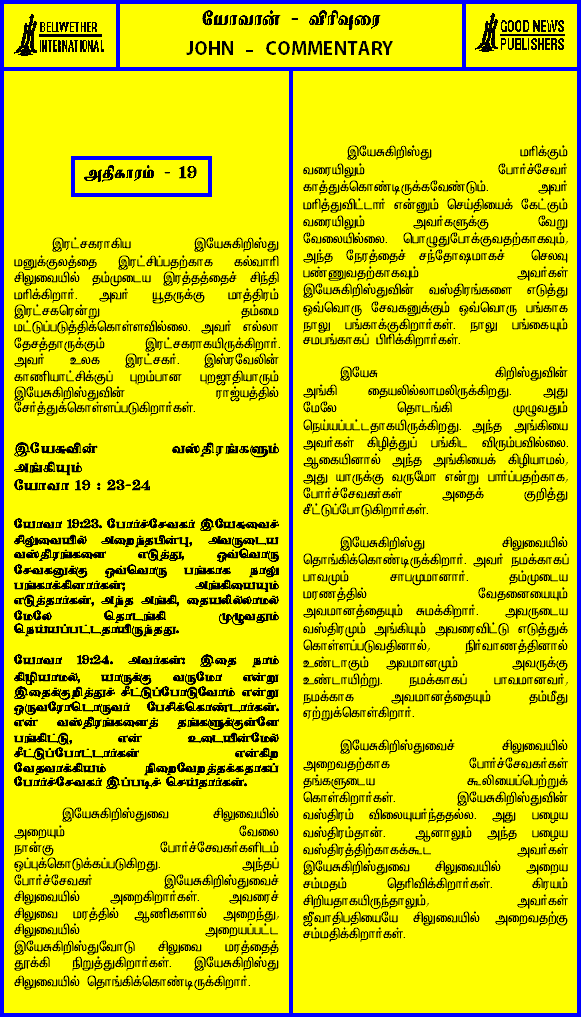 BELIWETHER
INTERNATIONAL
யோவான் - விரிவுரை
JOHN - COMMENTARY
GOOD NEWS
PUBLISHERS
அதிகாரம் - 19
இரட்சகராகிய இயேசுகிறிஸ்து
மனுக்குலத்தை இரட்சிப்பதற்காக கல்வாரி
சிலுவையில் தம்முடைய இரத்தத்தைச் சிந்தி
மரிக்கிறார். அவர் யூதருக்கு மாத்திரம்
இரட்சகரென்று தம்மை
மட்டுப்படுத்திக்கொள்ளவில்லை. அவர் எல்லா
தேசத்தாருக்கும் இரட்சகராகயிருக்கிறார்.
அவர் உலக இரட்சகர். இஸ்ரவேலின்
காணியாட்சிக்குப் புறம்பான புறஜாதியாரும்
இயேசுகிறிஸ்துவின் ராஜ்யத்தில்
சேர்த்துக்கொள்ளப்படுகிறார்கள்.
இயேசுவின் வஸ்திரங்களும்
அங்கியும்
யோவா 19 : 23-24
யோவா 19:23. போர்ச்சேவகர் இயேசுவைச்
சிலுவையில் அறைந்தபின்பு, அவருடைய
வஸ்திரங்களை எடுத்து, ஒவ்வொரு
சேவகனுக்கு ஒவ்வொரு பங்காக நாலு
பங்காக்கினார்கள்; அங்கியையும்
எடுத்தார்கள், அந்த அங்கி, தையலில்லாமல்
மேலே தொடங்கி முழுவதும்
நெய்யப்பட்டதாயிருந்தது.
யோவா 19:24. அவர்கள்: இதை நாம்
கிழியாமல், யாருக்கு வருமோ என்று
இதைக்குறித்துச் சீட்டுப்போடுவோம் என்று
ஒருவரோடொருவர் பேசிக்கொண்டார்கள்.
என் வஸ்திரங்களைத் தங்களுக்குள்ளே
பங்கிட்டு, என் உடையின்மேல்
சீட்டுப்போட்டார்கள் என்கிற
வேதவாக்கியம் நிறைவேறத்தக்கதாகப்
போர்ச்சேவகர் இப்படிச் செய்தார்கள்.
இயேசுகிறிஸ்துவை சிலுவையில்
அறையும் வேலை
நான்கு போர்ச்சேவகர்களிடம்
ஒப்புக்கொடுக்கப்படுகிறது. அந்தப்
போர்ச்சேவகர் இயேசுகிறிஸ்துவைச்
சிலுவையில் அறைகிறார்கள். அவரைச்
சிலுவை மரத்தில் ஆணிகளால் அறைந்து,
சிலுவையில் அறையப்பட்ட
இயேசுகிறிஸ்துவோடு சிலுவை மரத்தைத்
தூக்கி நிறுத்துகிறார்கள். இயேசுகிறிஸ்து
சிலுவையில் தொங்கிக்கொண்டிருக்கிறார்.
இயேசுகிறிஸ்து மரிக்கும்
வரையிலும் போர்ச்சேவர்
காத்துக்கொண்டிருக்கவேண்டும். அவர்
மரித்துவிட்டார் என்னும் செய்தியைக் கேட்கும்
வரையிலும் அவர்களுக்கு வேறு
வேலையில்லை. பொழுதுபோக்குவதற்காகவும்,
அந்த நேரத்தைச் சந்தோஷமாகச் செலவு
பண்ணுவதற்காகவும் அவர்கள்
இயேசுகிறிஸ்துவின் வஸ்திரங்களை எடுத்து
ஒவ்வொரு சேவகனுக்கும் ஒவ்வொரு பங்காக
நாலு பங்காக்குகிறார்கள். நாலு பங்கையும்
சமபங்காகப் பிரிக்கிறார்கள்.
இயேசு கிறிஸ்துவின்
அங்கி தையலில்லாமலிருக்கிறது. அது
மேலே தொடங்கி முழுவதும்
நெய்யப்பட்டதாகயிருக்கிறது. அந்த அங்கியை
அவர்கள் கிழித்துப் பங்கிட விரும்பவில்லை.
ஆகையினால் அந்த அங்கியைக் கிழியாமல்,
அது யாருக்கு வருமோ என்று பார்ப்பதற்காக,
போர்ச்சேவகர்கள் அதைக் குறித்து
சீட்டுப்போடுகிறார்கள்.
இயேசுகிறிஸ்து சிலுவையில்
தொங்கிக்கொண்டிருக்கிறார். அவர் நமக்காகப்
பாவமும் சாபமுமானார். தம்முடைய
மரணத்தில் வேதனையையும்
அவமானத்தையும் சுமக்கிறார். அவருடைய
வஸ்திரமும் அங்கியும் அவரைவிட்டு எடுத்துக்
கொள்ளப்படுவதினால், நிர்வாணத்தினால்
உண்டாகும் அவமானமும் அவருக்கு
உண்டாயிற்று. நமக்காகப் பாவமானவர்,
நமக்காக அவமானத்தையும் தம்மீது
ஏற்றுக்கொள்கிறார்.
இயேசுகிறிஸ்துவைச் சிலுவையில்
அறைவதற்காக போர்ச்சேவகர்கள்
தங்களுடைய கூலியைப்பெற்றுக்
கொள்கிறார்கள். இயேசுகிறிஸ்துவின்
வஸ்திரம் விலையுயர்ந்ததல்ல. அது பழைய
வஸ்திரம்தான். ஆனாலும் அந்த பழைய
வஸ்திரத்திற்காகக்கூட அவர்கள்
இயேசுகிறிஸ்துவை சிலுவையில் அறைய
சம்மதம் தெரிவிக்கிறார்கள். கிரயம்
சிறியதாகயிருந்தாலும், அவர்கள்
ஜீவாதிபதியையே சிலுவையில் அறைவதற்கு
சம்மதிக்கிறார்கள்.